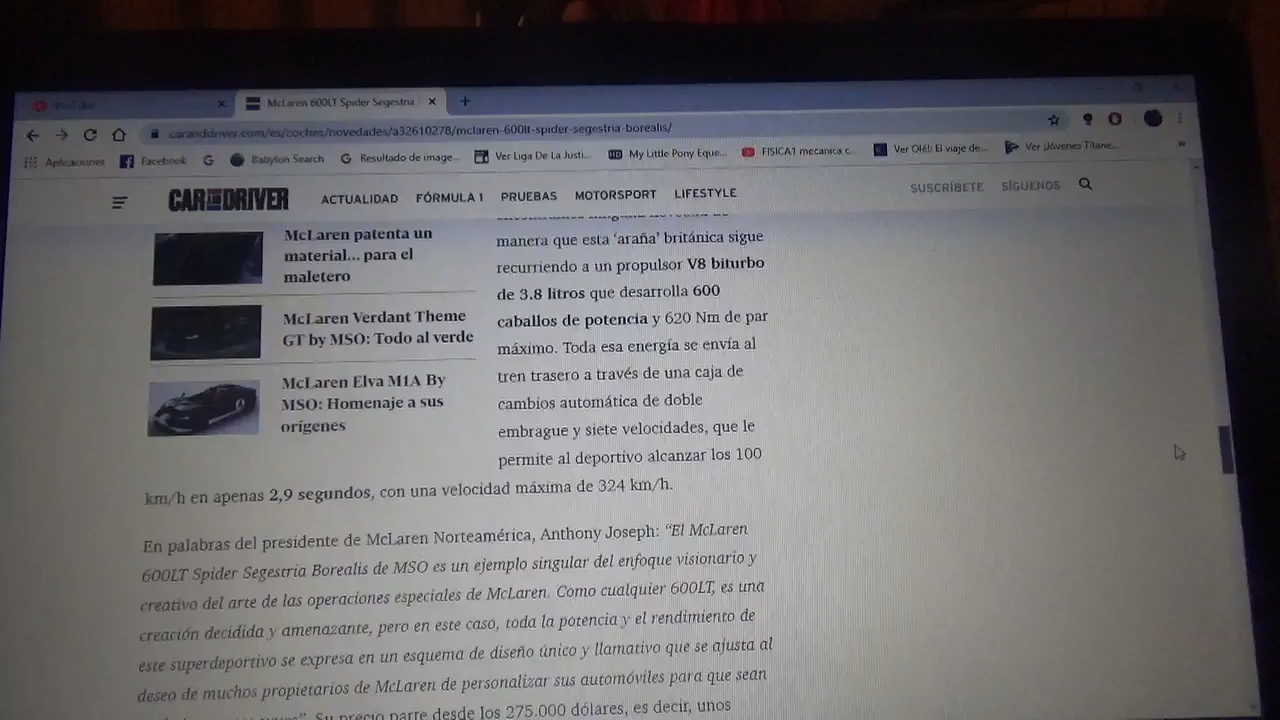 YouTube
McLaren 600LT Spider Segestria
caranddriver.com/es/coches/novedades/a32610278/mclaren-600lt-spider-segestria-borealis/
Aplicaciones Facebook Babylon Search Resultado de image... Ver Liga De La Justi... My Little Pony Eque... FISICA1 mecanica c... Ver Olé!: El viaje de... Ver ¡Jóvenes Titane...
CAR AND DRIVER ACTUALIDAD FÓRMULA 1 PRUEBAS MOTORSPORT LIFESTYLE SUSCRÍBETE SÍGUENOS
McLaren patenta un
material... para el
maletero
McLaren Verdant Theme
GT by MSO: Todo al verde
McLaren Elva M1A By
MSO: Homenaje a sus
orígenes
manera que esta ‘araña’ británica sigue
recurriendo a un propulsor V8 biturbo
de 3.8 litros que desarrolla 600
caballos de potencia y 620 Nm de par
máximo. Toda esa energía se envía al
tren trasero a través de una caja de
cambios automática de doble
embrague y siete velocidades, que le
permite al deportivo alcanzar los 100
km/h en apenas 2,9 segundos, con una velocidad máxima de 324 km/h.
En palabras del presidente de McLaren Norteamérica, Anthony Joseph: “El McLaren
600LT Spider Segestria Borealis de MSO es un ejemplo singular del enfoque visionario y
creativo del arte de las operaciones especiales de McLaren. Como cualquier 600LT, es una
creación decidida y amenazante, pero en este caso, toda la potencia y el rendimiento de
este superdeportivo se expresa en un esquema de diseño único y llamativo que se ajusta al
deseo de muchos propietarios de McLaren de personalizar sus automóviles para que sean
Su precio parte desde los 275.000 dólares, es decir, unos